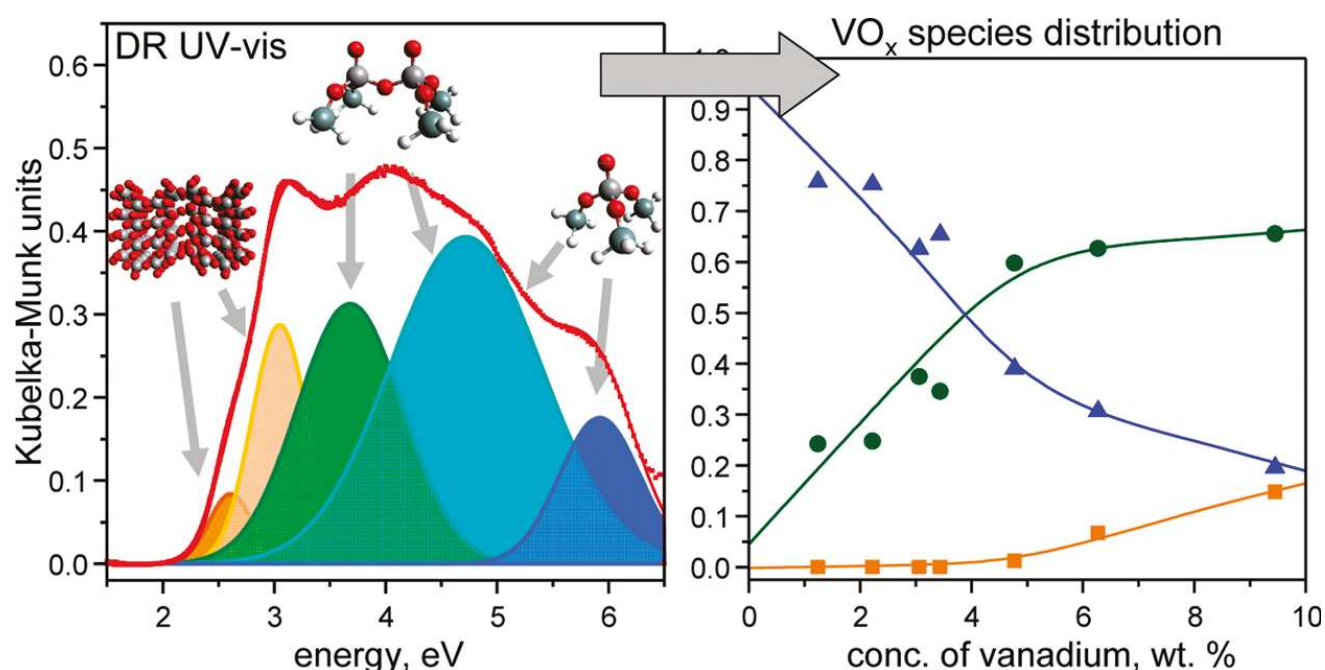 DR UV-vis
Kubelka-Munk units
0.6
0.5
0.4
0.3
0.2
0.1
0.0
2 3 4 5 6
energy, eV
VOₓ species distribution
0.9
0.8
0.7
0.6
0.5
0.4
0.3
0.2
0.1
0.0
0 2 4 6 8 10
conc. of vanadium, wt. %